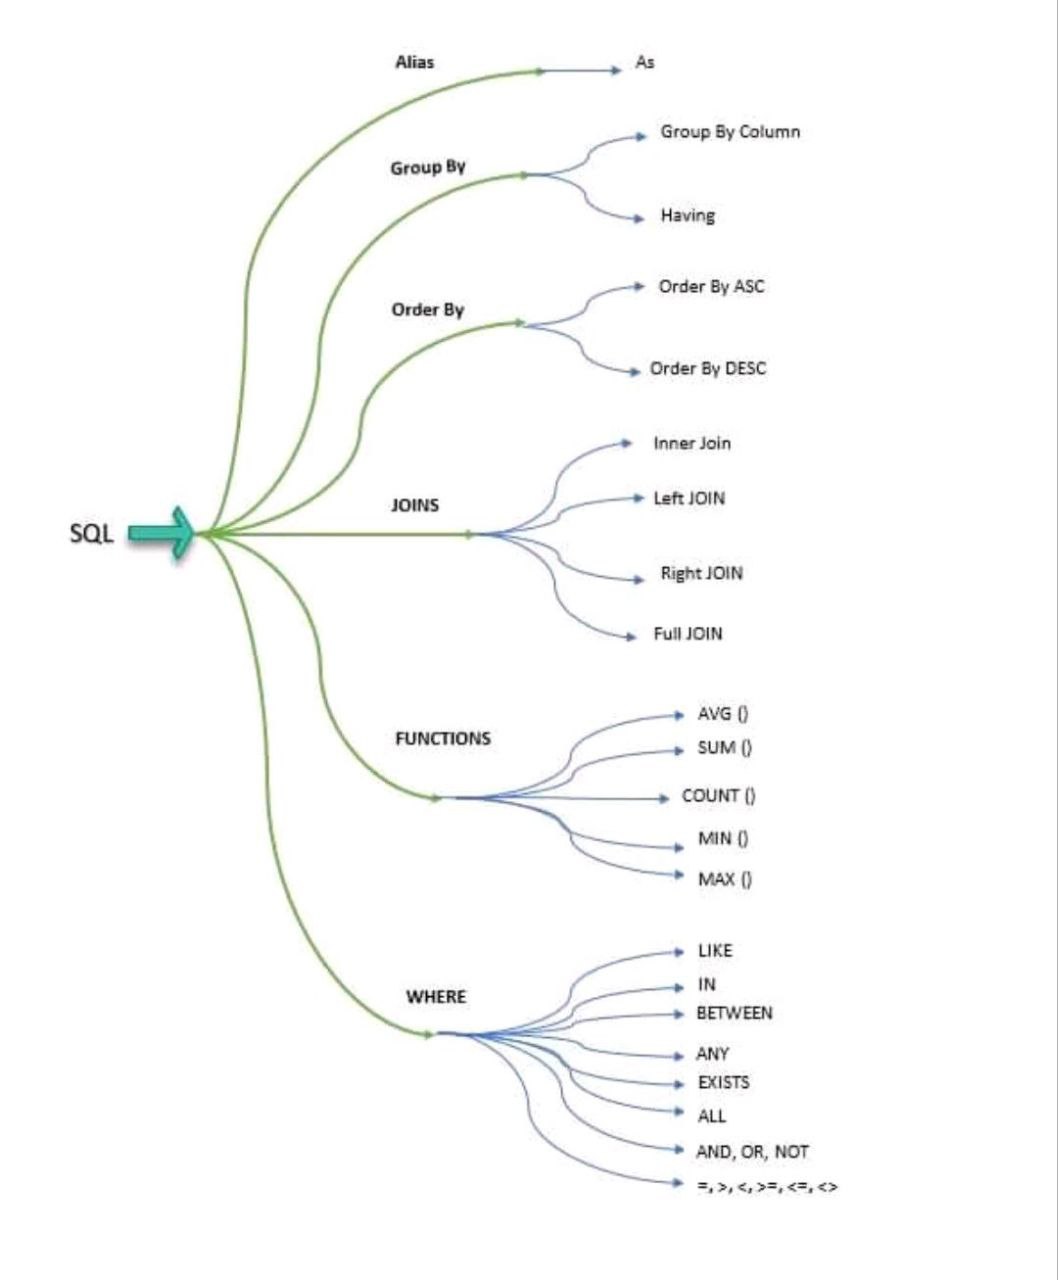 Alias
As
Group By
Group By Column
Having
Order By
Order By ASC
Order By DESC
SQL
JOINS
Inner Join
Left JOIN
Right JOIN
Full JOIN
FUNCTIONS
AVG ()
SUM ()
COUNT ()
MIN ()
MAX ()
WHERE
LIKE
IN
BETWEEN
ANY
EXISTS
ALL
AND, OR, NOT
=, >, <, >=, <=, <>